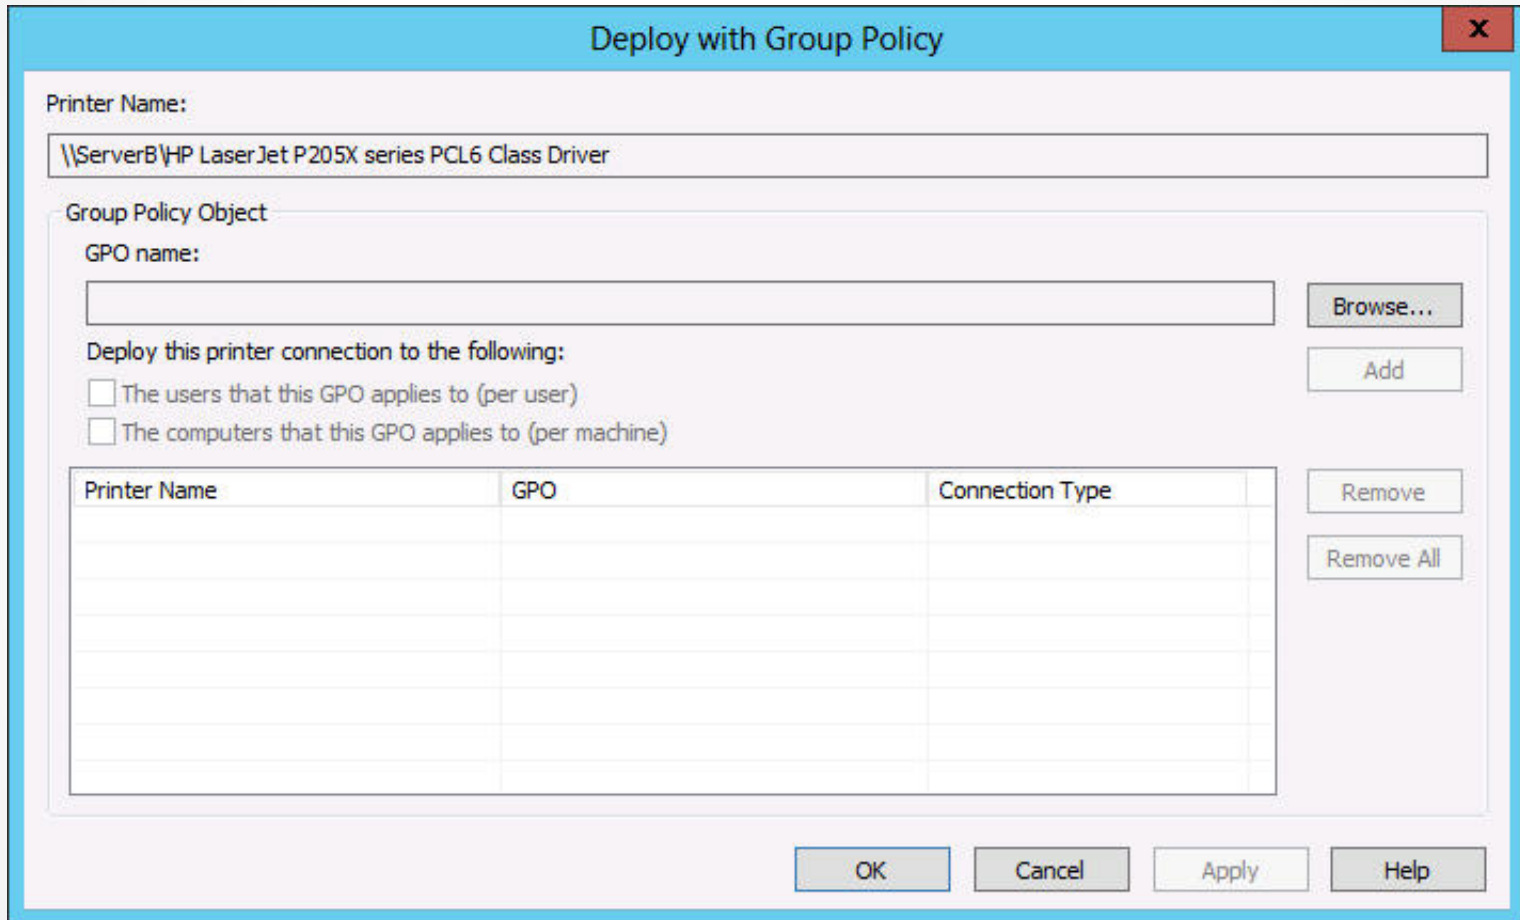 Deploy with Group Policy
x
Printer Name:
\\ServerB\HP LaserJet P205X series PCL6 Class Driver
Group Policy Object
GPO name:
Browse...
Deploy this printer connection to the following:
Add
The users that this GPO applies to (per user)
The computers that this GPO applies to (per machine)
Printer Name GPO Connection Type
Remove
Remove All
OK Cancel Apply Help